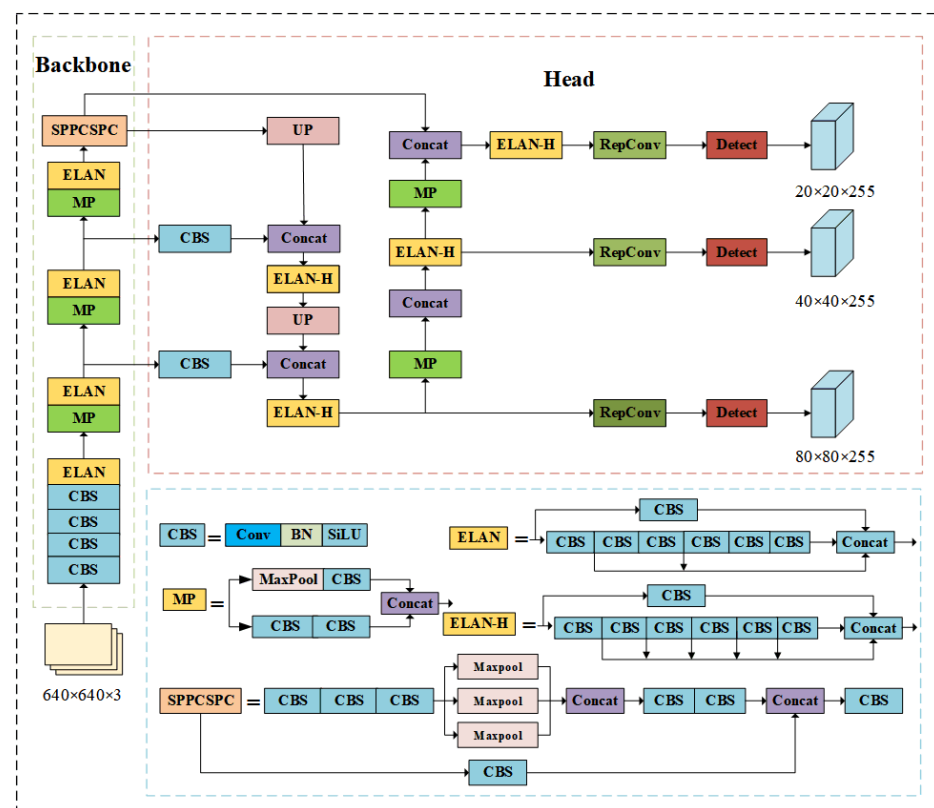 Backbone
SPPCSPC
ELAN
MP
ELAN
MP
ELAN
MP
ELAN
CBS
CBS
CBS
CBS
640×640×3
Head
UP
CBS
Concat
ELAN-H
UP
CBS
Concat
ELAN-H
Concat
ELAN-H
RepConv
Detect
20×20×255
MP
ELAN-H
RepConv
Detect
40×40×255
Concat
MP
RepConv
Detect
80×80×255
CBS = Conv BN SiLU
MP =
MaxPool CBS
CBS CBS
Concat
ELAN =
CBS
CBS CBS CBS CBS CBS CBS Concat
ELAN-H =
CBS
CBS CBS CBS CBS CBS CBS Concat
SPPCSPC = CBS CBS CBS
Maxpool
Maxpool
Maxpool
Concat CBS CBS Concat CBS
CBS